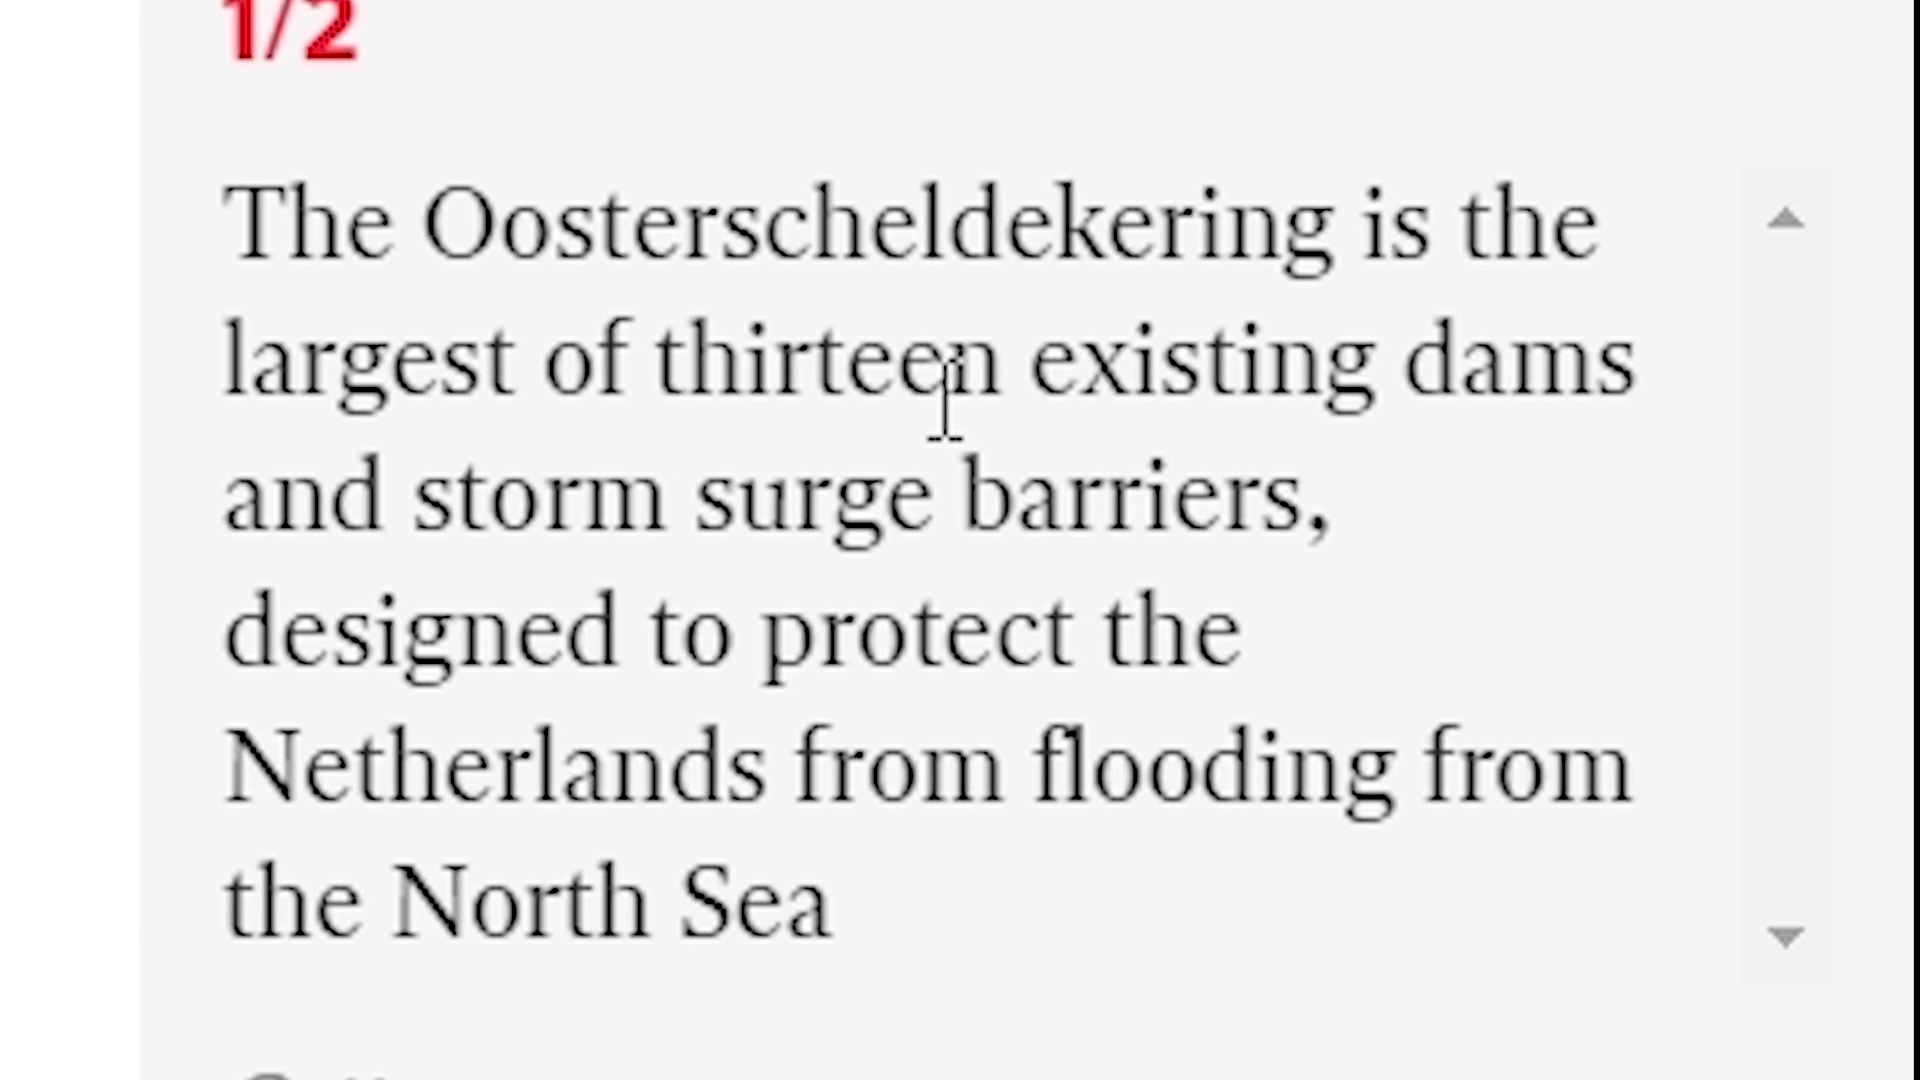 1/2
The Oosterscheldekering is the
largest of thirteen existing dams
and storm surge barriers,
designed to protect the
Netherlands from flooding from
the North Sea